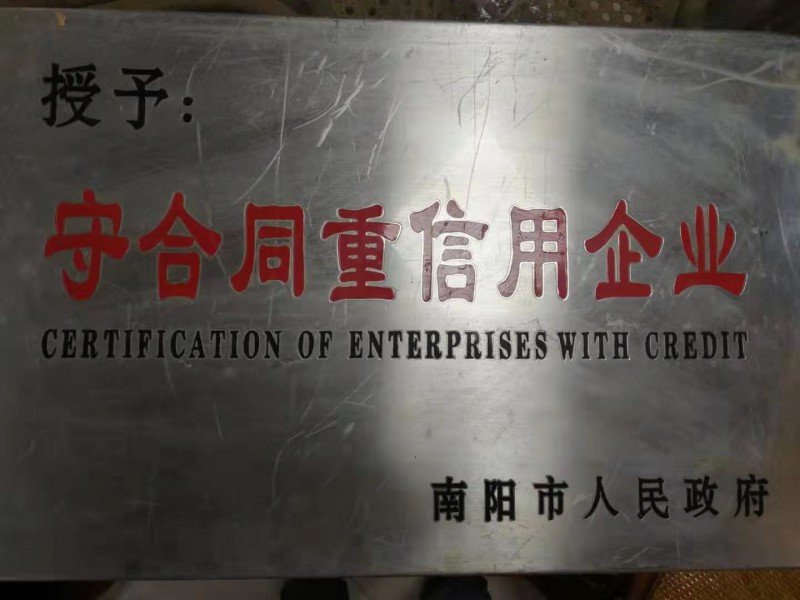 授予：
守合同重信用企业
CERTIFICATION OF ENTERPRISES WITH CREDIT
南阳市人民政府